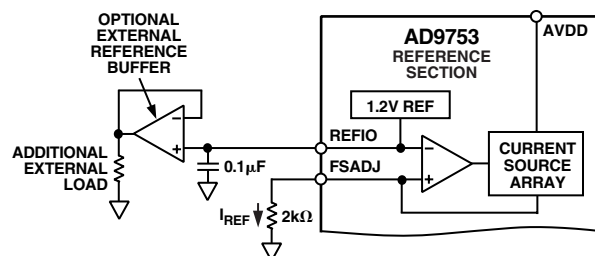 OPTIONAL
EXTERNAL
REFERENCE
BUFFER
AD9753
REFERENCE
SECTION
AVDD
1.2V REF
REFIO
−
+
−
+
ADDITIONAL
EXTERNAL
LOAD
0.1μF
FSADJ
CURRENT
SOURCE
ARRAY
IREF
2kΩ